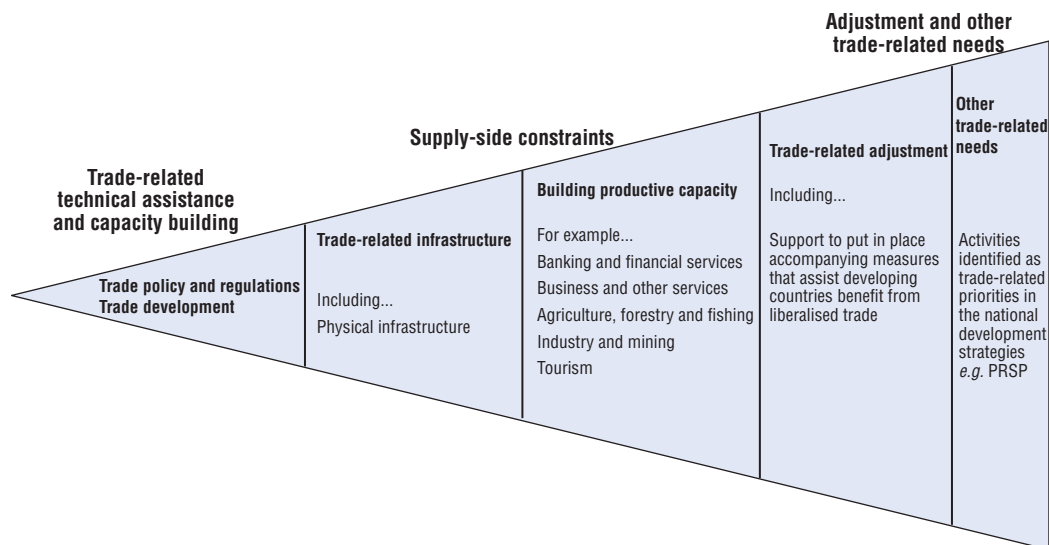 Trade-related
technical assistance
and capacity building
Trade policy and regulations
Trade development
Supply-side constraints
Trade-related infrastructure
Including...
Physical infrastructure
Building productive capacity
For example...
Banking and financial services
Business and other services
Agriculture, forestry and fishing
Industry and mining
Tourism
Adjustment and other
trade-related needs
Trade-related adjustment
Including...
Support to put in place
accompanying measures
that assist developing
countries benefit from
liberalised trade
Other
trade-related
needs
Activities
identified as
trade-related
priorities in
the national
development
strategies
e.g. PRSP